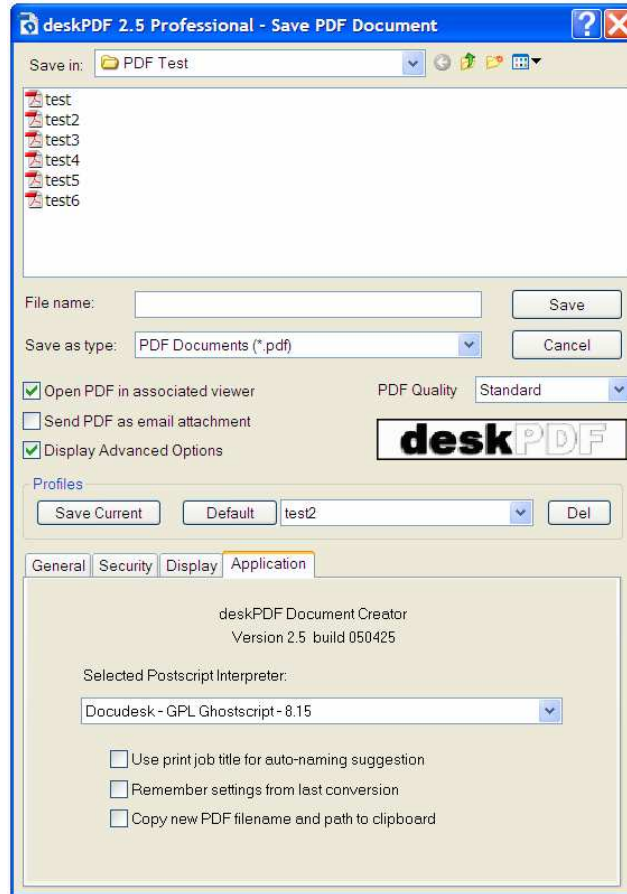 deskPDF 2.5 Professional - Save PDF Document
Save in: PDF Test
test
test2
test3
test4
test5
test6
File name: Save
Save as type: PDF Documents (*.pdf) Cancel
Open PDF in associated viewer PDF Quality Standard
Send PDF as email attachment
Display Advanced Options
deskPDF
Profiles
Save Current Default test2 Del
General Security Display Application
deskPDF Document Creator
Version 2.5 build 050425
Selected Postscript Interpreter:
Docudesk - GPL Ghostscript - 8.15
Use print job title for auto-naming suggestion
Remember settings from last conversion
Copy new PDF filename and path to clipboard